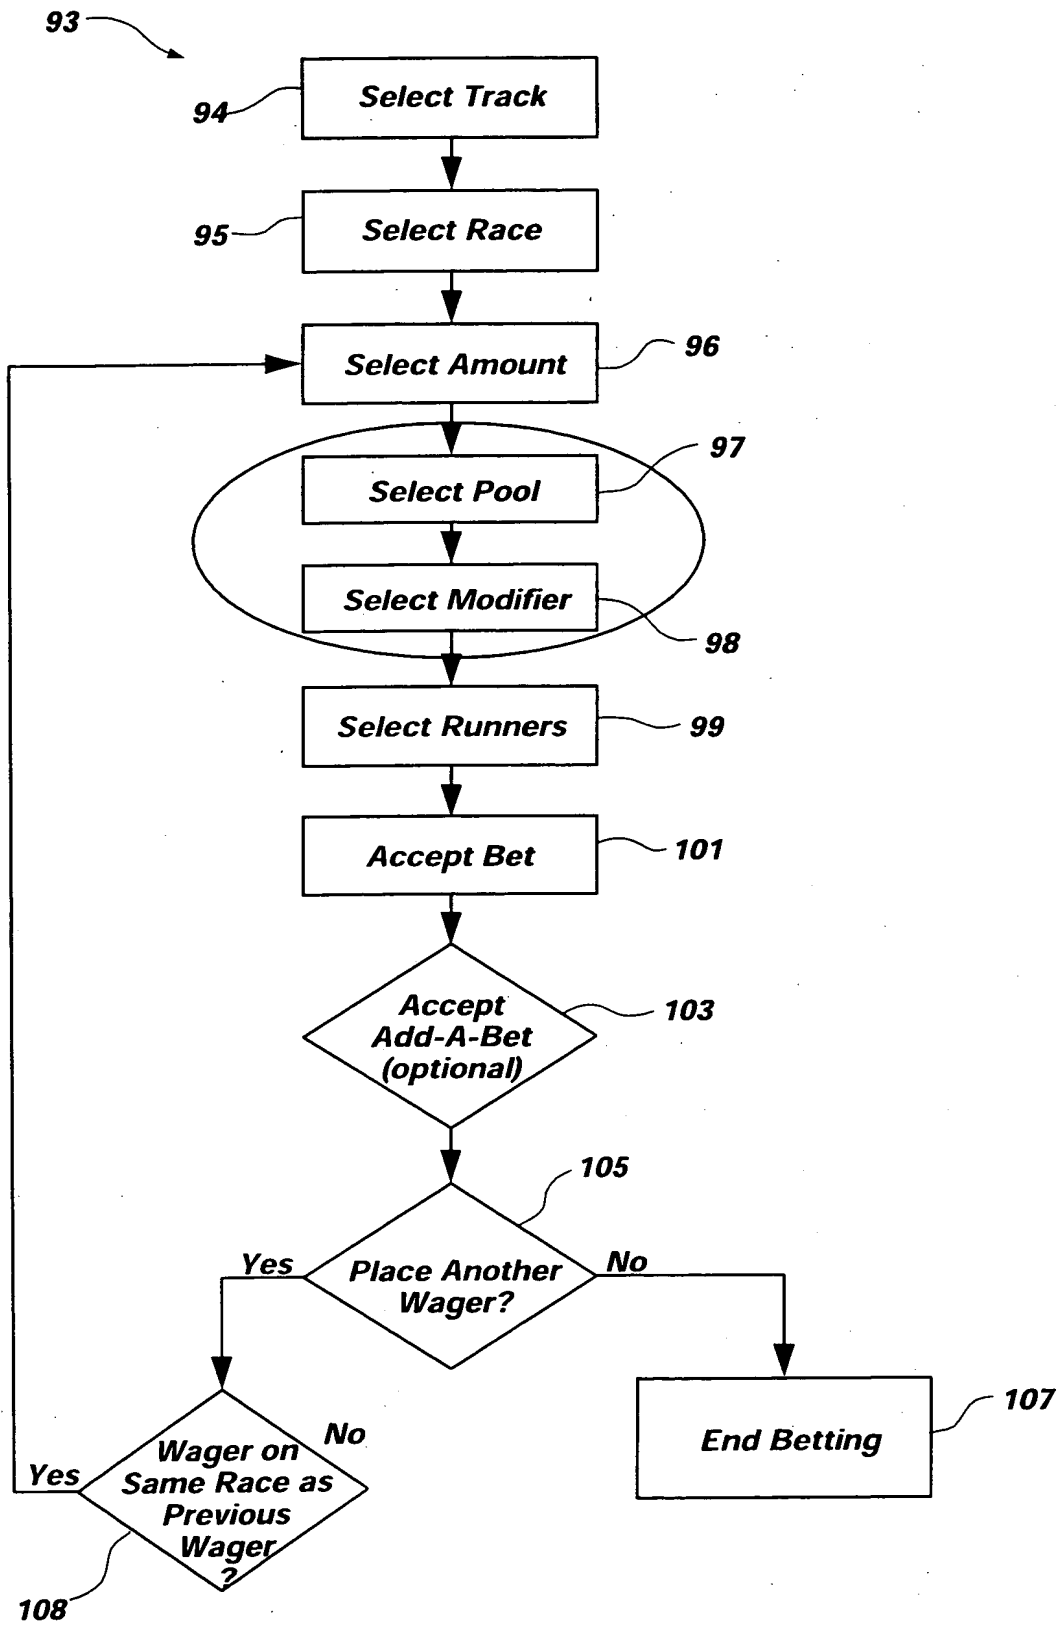 93
Select Track
94
Select Race
95
Select Amount
96
Select Pool
97
Select Modifier
98
Select Runners
99
Accept Bet
101
Accept
Add-A-Bet
(optional)
103
105
Yes
Place Another
Wager?
No
End Betting
107
No
Yes
Wager on
Same Race as
Previous
Wager
?
108